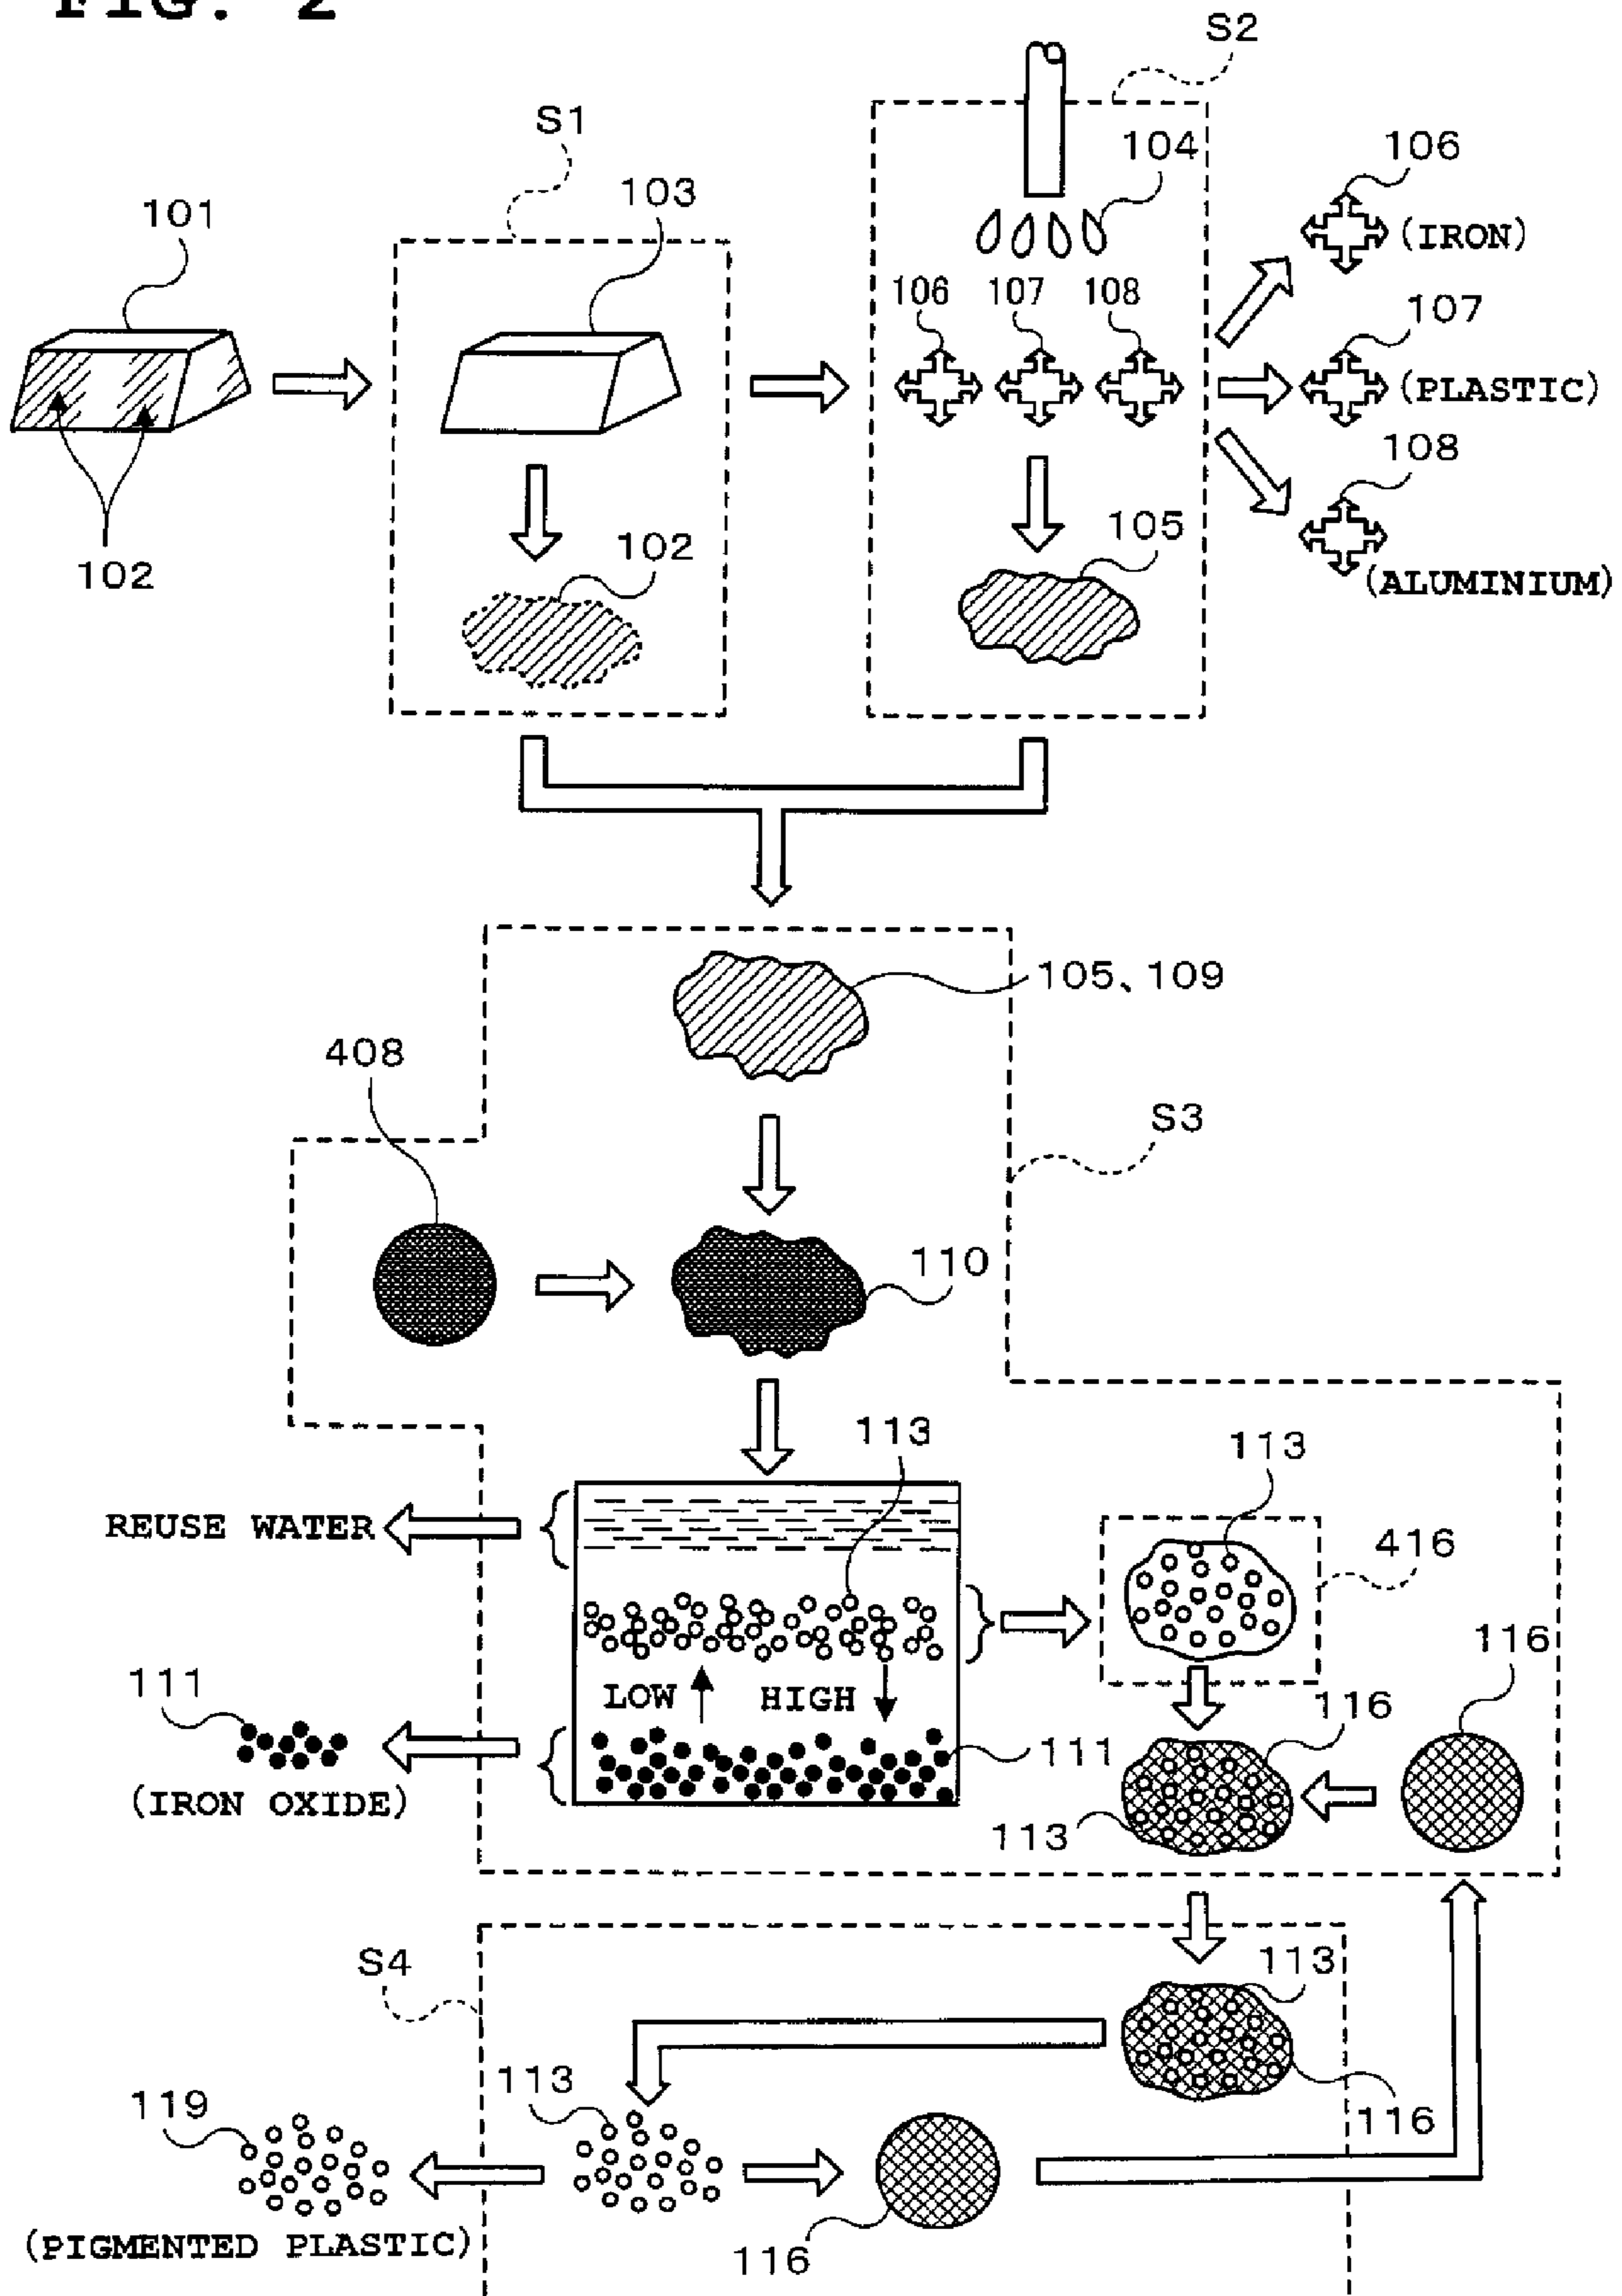 FIG. 2
S2
S1
104
106
103
101
(IRON)
106
107
108
107
(PLASTIC)
108
102
105
102
(ALUMINIUM)
105、109
408
S3
110
113
113
REUSE WATER
416
116
LOW
HIGH
111
116
111
(IRON OXIDE)
113
S4
113
113
119
116
(PIGMENTED PLASTIC)
116